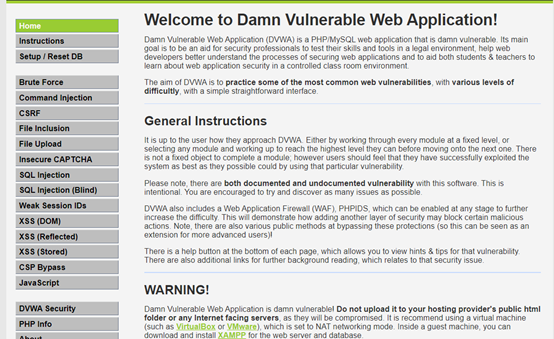 Home
Instructions
Setup / Reset DB
Brute Force
Command Injection
CSRF
File Inclusion
File Upload
Insecure CAPTCHA
SQL Injection
SQL Injection (Blind)
Weak Session IDs
XSS (DOM)
XSS (Reflected)
XSS (Stored)
CSP Bypass
JavaScript
DVWA Security
PHP Info
About
Welcome to Damn Vulnerable Web Application!
Damn Vulnerable Web Application (DVWA) is a PHP/MySQL web application that is damn vulnerable. Its main
goal is to be an aid for security professionals to test their skills and tools in a legal environment, help web
developers better understand the processes of securing web applications and to aid both students & teachers to
learn about web application security in a controlled class room environment.
The aim of DVWA is to practice some of the most common web vulnerabilities, with various levels of
difficultly, with a simple straightforward interface.
General Instructions
It is up to the user how they approach DVWA. Either by working through every module at a fixed level, or
selecting any module and working up to reach the highest level they can before moving onto the next one. There
is not a fixed object to complete a module; however users should feel that they have successfully exploited the
system as best as they possible could by using that particular vulnerability.
Please note, there are both documented and undocumented vulnerability with this software. This is
intentional. You are encouraged to try and discover as many issues as possible.
DVWA also includes a Web Application Firewall (WAF), PHPIDS, which can be enabled at any stage to further
increase the difficulty. This will demonstrate how adding another layer of security may block certain malicious
actions. Note, there are also various public methods at bypassing these protections (so this can be seen as an
extension for more advanced users)!
There is a help button at the bottom of each page, which allows you to view hints & tips for that vulnerability.
There are also additional links for further background reading, which relates to that security issue.
WARNING!
Damn Vulnerable Web Application is damn vulnerable! Do not upload it to your hosting provider's public html
folder or any Internet facing servers, as they will be compromised. It is recommend using a virtual machine
(such as VirtualBox or VMware), which is set to NAT networking mode. Inside a guest machine, you can
download and install XAMPP for the web server and database.